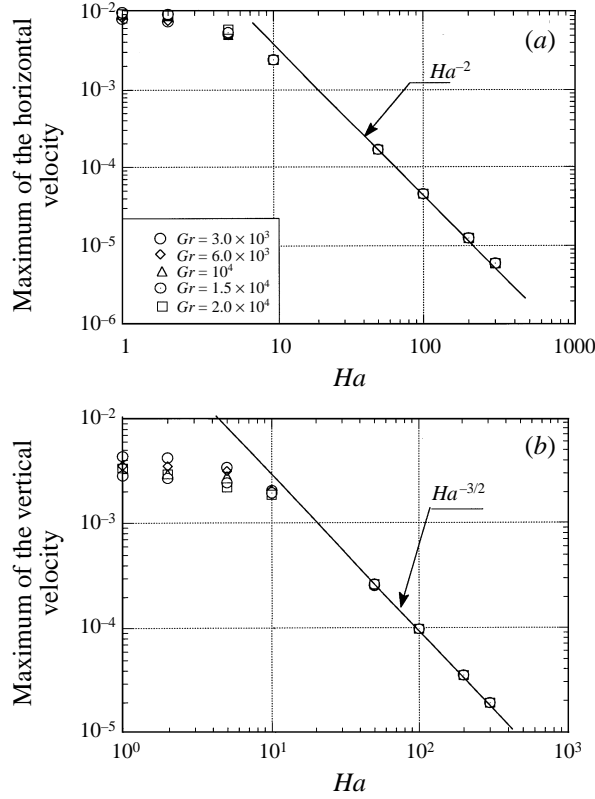 10⁻²
(a)
Ha⁻²
10⁻³
Maximum of the horizontal
velocity
10⁻⁴
Gr = 3.0 × 10³
Gr = 6.0 × 10³
Gr = 10⁴
Gr = 1.5 × 10⁴
Gr = 2.0 × 10⁴
10⁻⁵
10⁻⁶
1 10 100 1000
Ha
10⁻²
(b)
Ha⁻³/²
10⁻³
Maximum of the vertical
velocity
10⁻⁴
10⁻⁵
10⁰ 10¹ 10² 10³
Ha